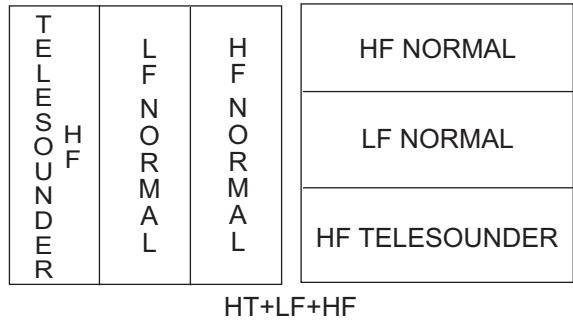 TELESOUNDER
HF
LF NORMAL
HF NORMAL
HF NORMAL
LF NORMAL
HF TELESOUNDER
HT+LF+HF